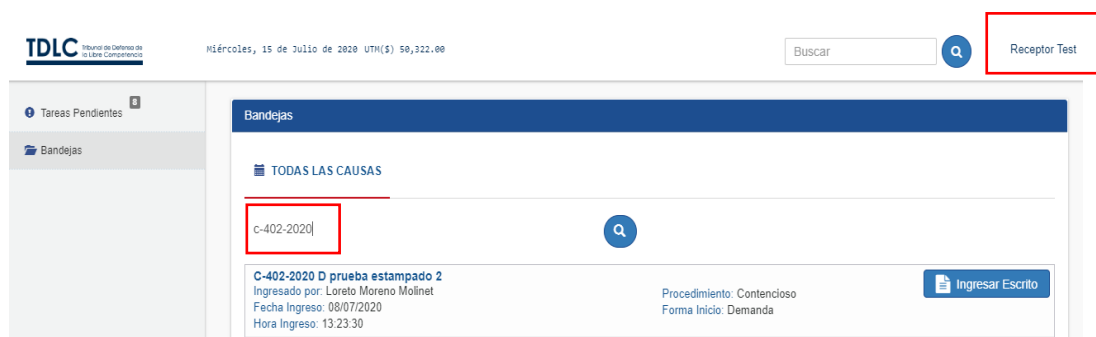 TDLC Tribunal de Defensa de
la Libre Competencia
Miércoles, 15 de Julio de 2020 UTM($) 50,322.00
Buscar
Receptor Test
Tareas Pendientes 8
Bandejas
Bandejas
TODAS LAS CAUSAS
c-402-2020
C-402-2020 D prueba estampado 2
Ingresado por: Loreto Moreno Molinet
Fecha Ingreso: 08/07/2020
Hora Ingreso: 13:23:30
Procedimiento: Contencioso
Forma Inicio: Demanda
Ingresar Escrito